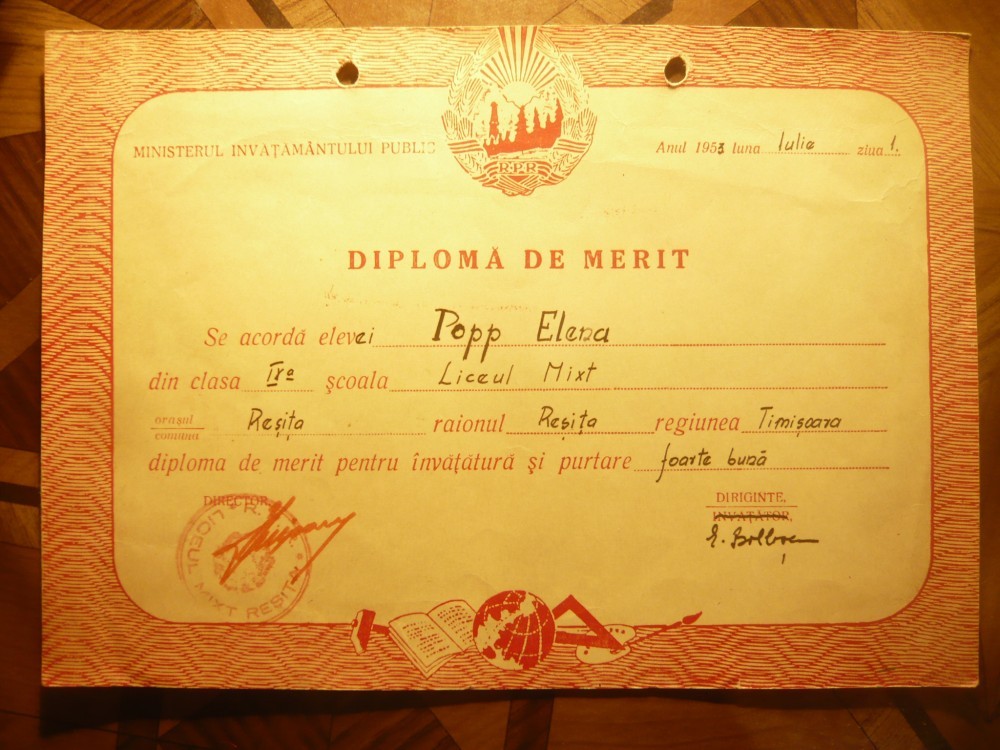 MINISTERUL INVĂȚĂMÂNTULUI PUBLIC
R.P.R
Anul 1953 luna Iulie ziua 1.
DIPLOMĂ DE MERIT
Se acordă elevei Popp Elena
din clasa IXa școala Liceul Mixt
orașul
comuna
Reșița raionul Reșița regiunea Timișoara
diploma de merit pentru învățătură și purtare foarte bună
DIRECTOR,
DIRIGINTE,
INVĂȚĂTOR,
LICEUL MIXT REȘIȚA